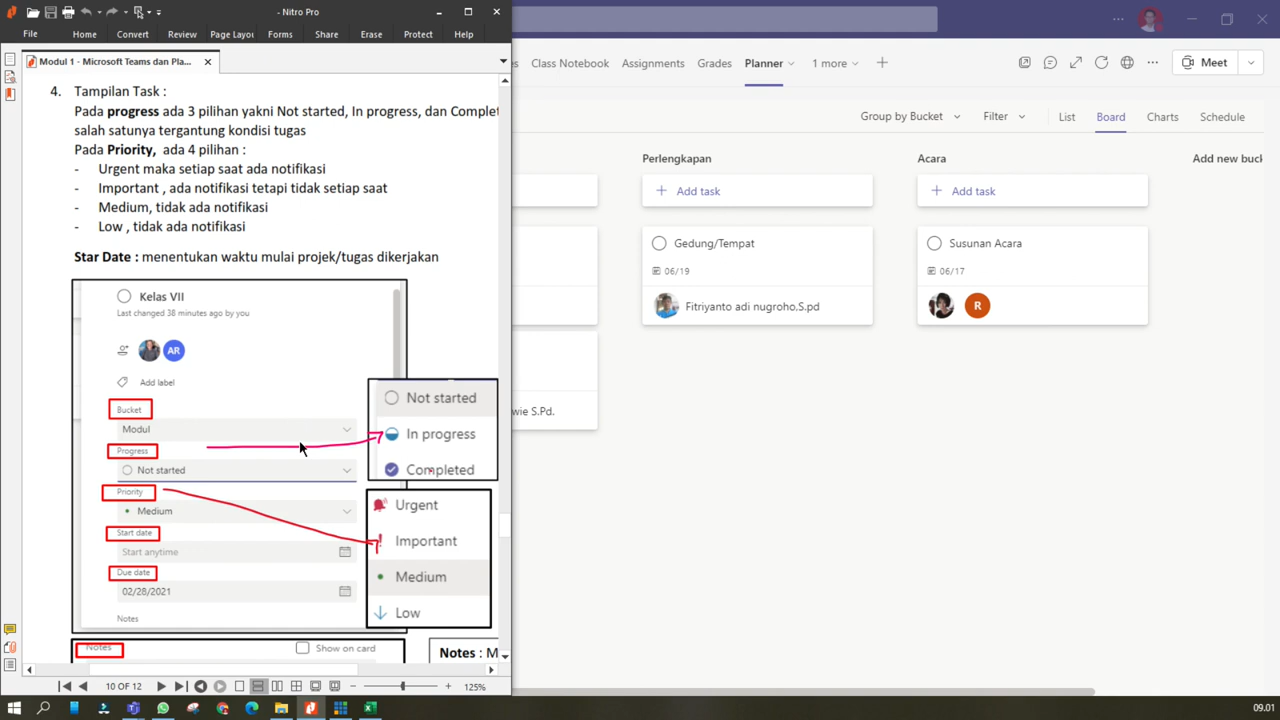 - Nitro Pro
File
Home
Convert
Review
Page Layou
Forms
Share
Erase
Protect
Help
Modul 1 - Microsoft Teams dan Pla...
4. Tampilan Task :
Pada progress ada 3 pilihan yakni Not started, In progress, dan Complet
salah satunya tergantung kondisi tugas
Pada Priority, ada 4 pilihan :
- Urgent maka setiap saat ada notifikasi
- Important , ada notifikasi tetapi tidak setiap saat
- Medium, tidak ada notifikasi
- Low , tidak ada notifikasi
Star Date : menentukan waktu mulai projek/tugas dikerjakan
Kelas VII
Last changed 38 minutes ago by you
AR
Add label
Bucket
Modul
Progress
Not started
Priority
Medium
Start date
Start anytime
Due date
02/28/2021
Notes
Not started
In progress
Completed
Urgent
Important
Medium
Low
Notes
Show on card
Notes : M
10 OF 12
125%
Class Notebook
Assignments
Grades
Planner
1 more
Meet
Group by Bucket
Filter
List
Board
Charts
Schedule
Perlengkapan
Add task
Gedung/Tempat
06/19
Fitriyanto adi nugroho,S.pd
Acara
Add task
Susunan Acara
06/17
R
Add new buck
wie S.Pd.
09.01